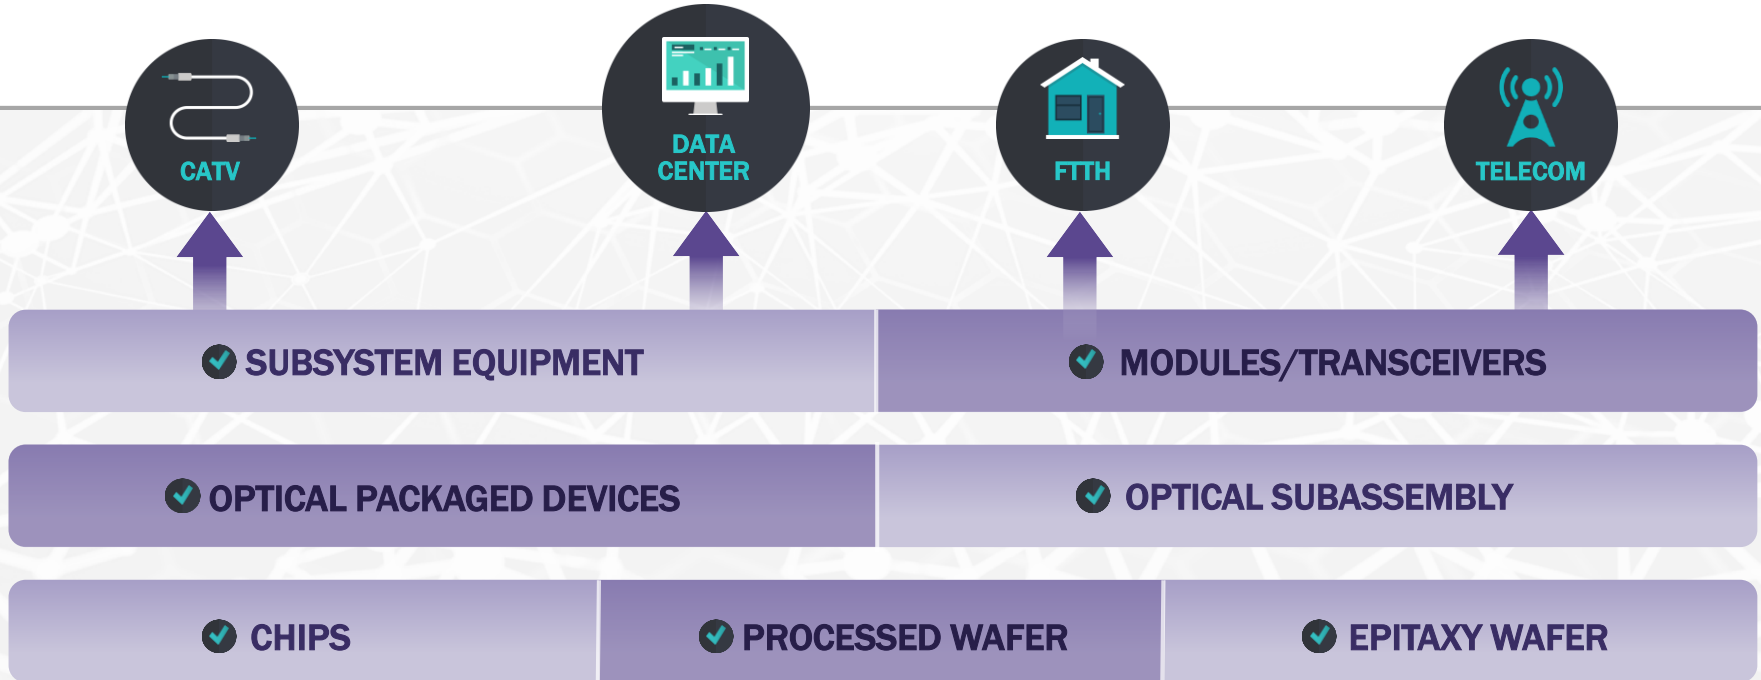 CATV
DATA
CENTER
FTTH
TELECOM
SUBSYSTEM EQUIPMENT
MODULES/TRANSCEIVERS
OPTICAL PACKAGED DEVICES
OPTICAL SUBASSEMBLY
CHIPS
PROCESSED WAFER
EPITAXY WAFER